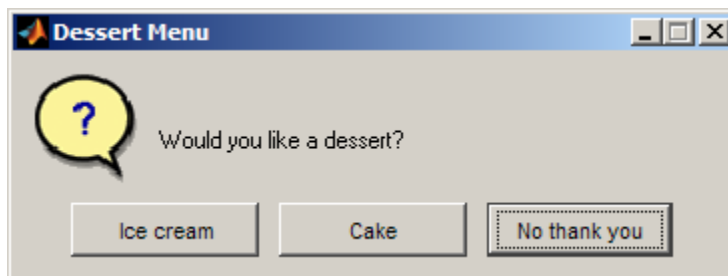 Dessert Menu
?
Would you like a dessert?
Ice cream Cake No thank you